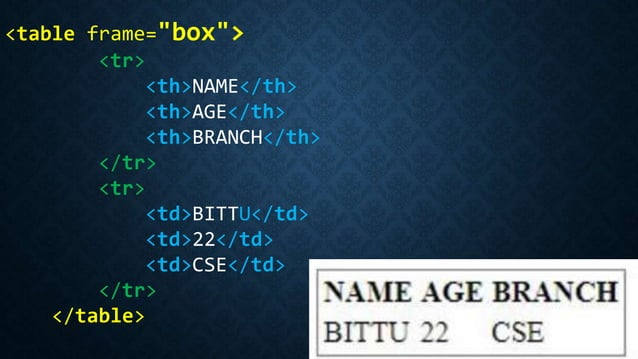 <table frame="box">
<tr>
<th>NAME</th>
<th>AGE</th>
<th>BRANCH</th>
</tr>
<tr>
<td>BITTU</td>
<td>22</td>
<td>CSE</td>
</tr>
</table>
NAME AGE BRANCH
BITTU 22 CSE